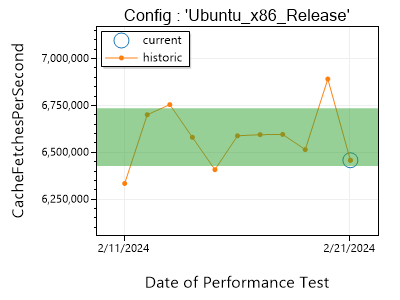 Config : 'Ubuntu_x86_Release'
current
historic
CacheFetchesPerSecond
7,000,000
6,750,000
6,500,000
6,250,000
2/11/2024
2/21/2024
Date of Performance Test